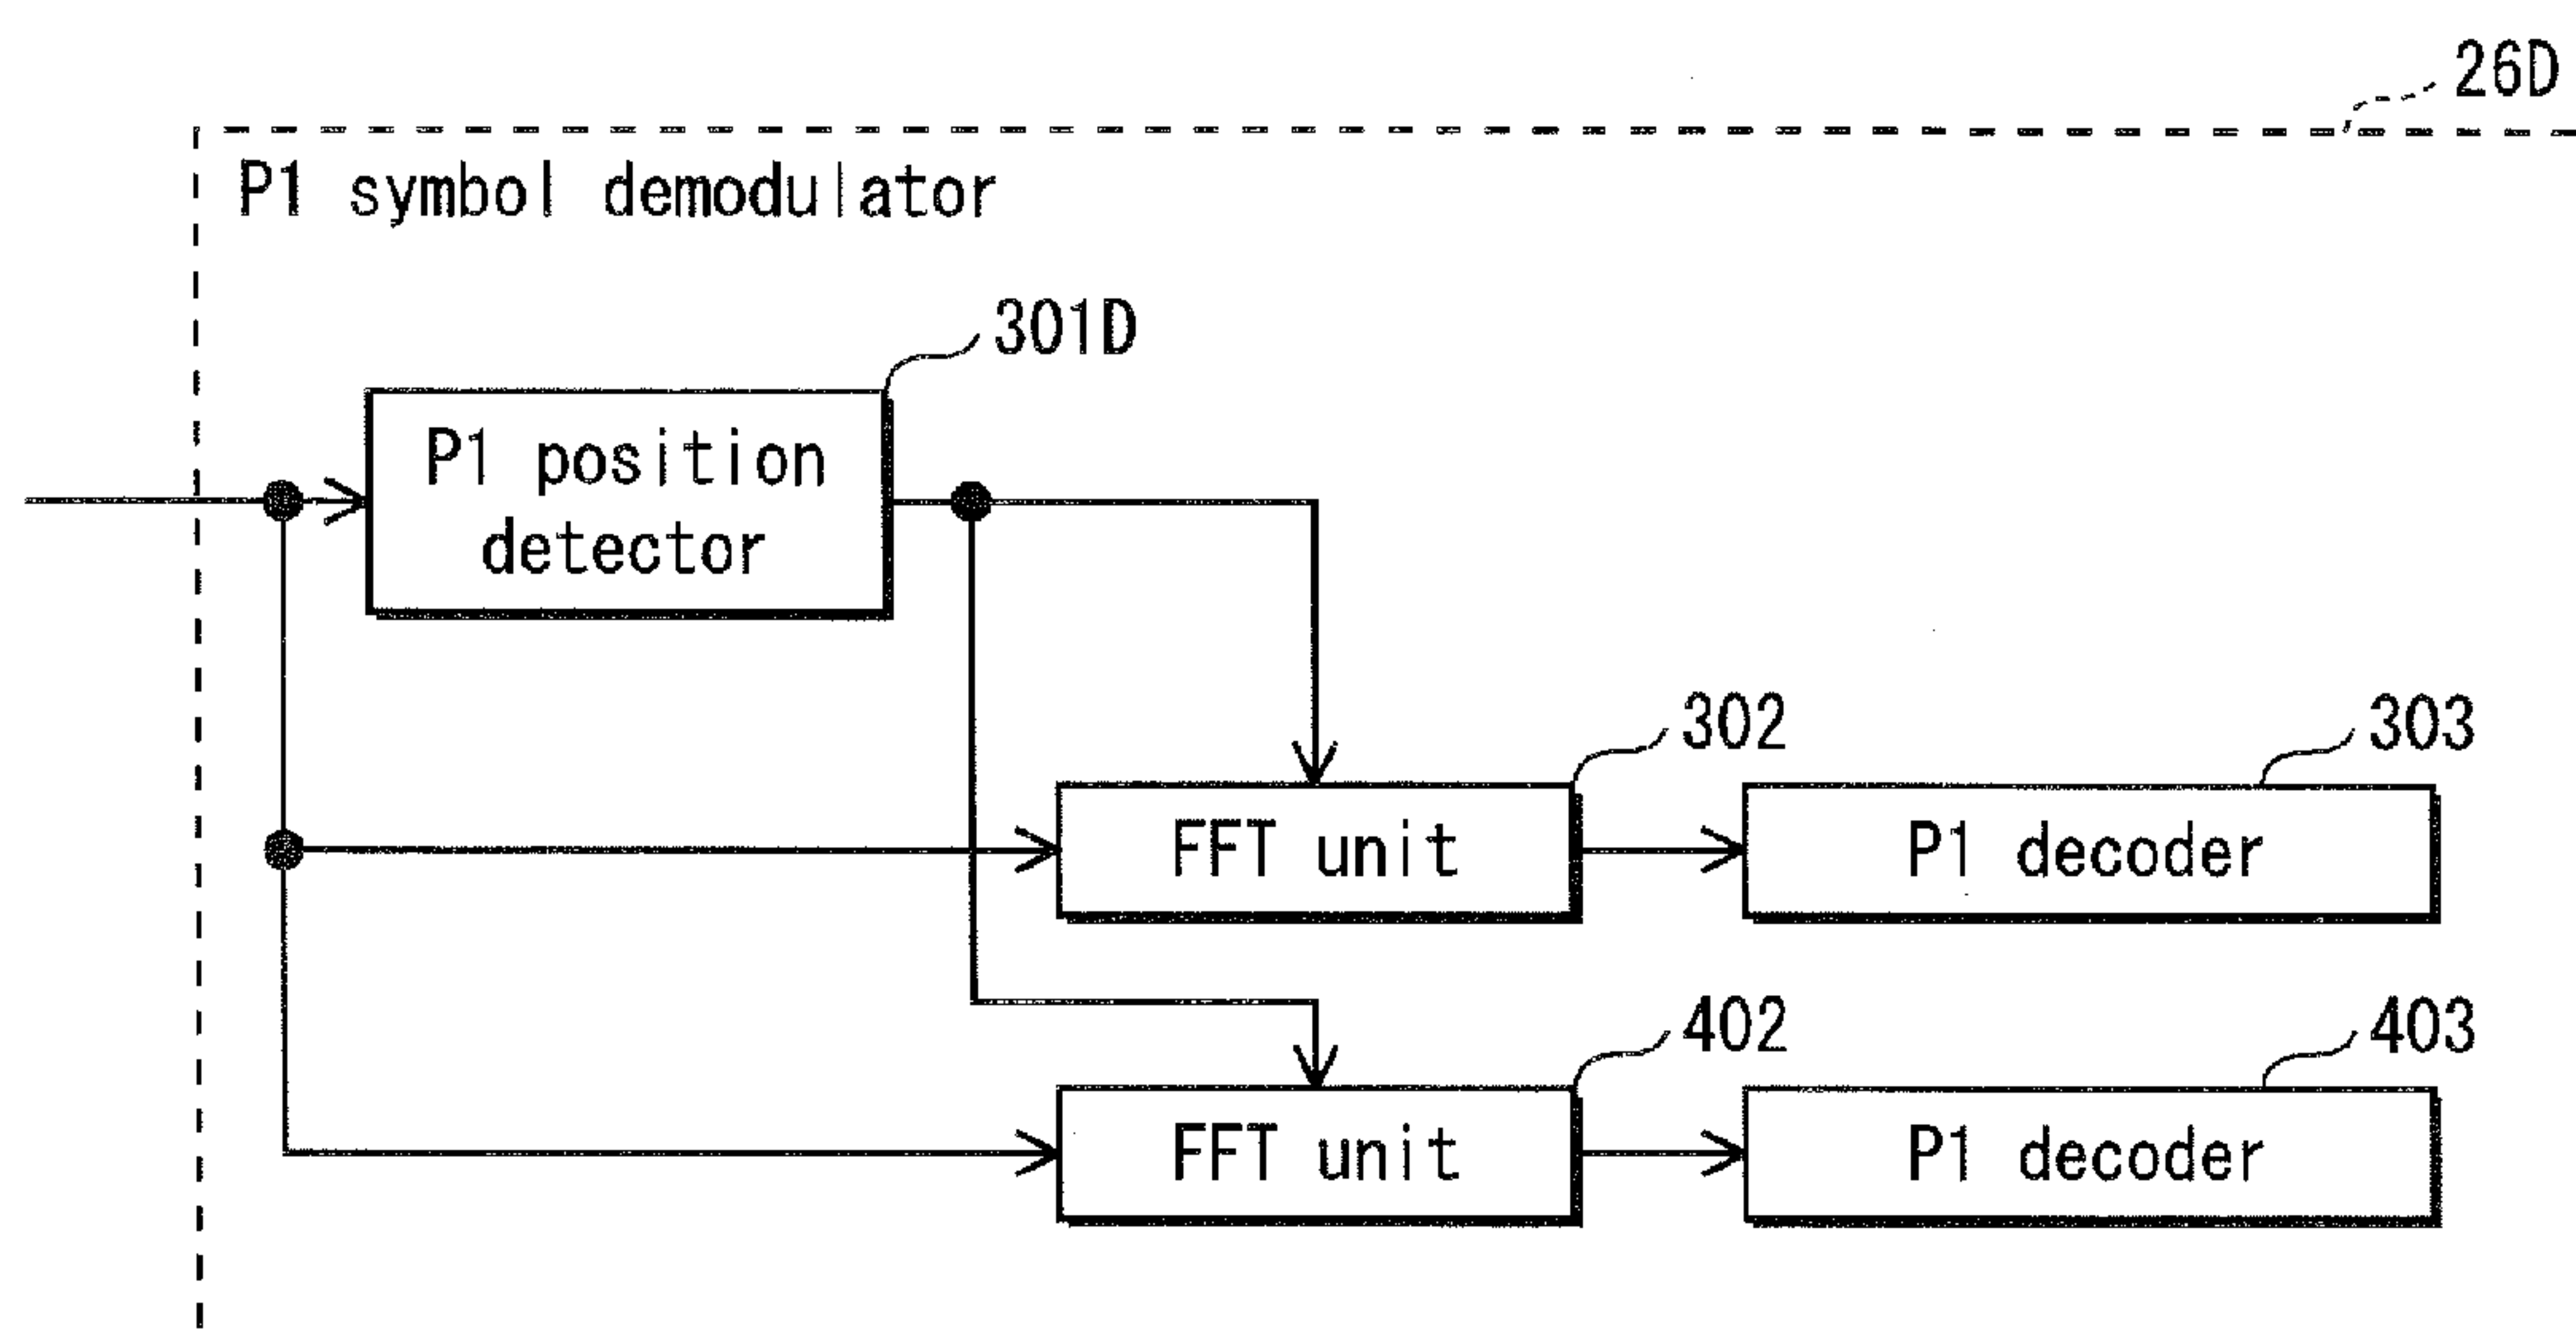 26D
P1 symbol demodulator
301D
P1 position
detector
302
303
FFT unit
P1 decoder
402
403
FFT unit
P1 decoder